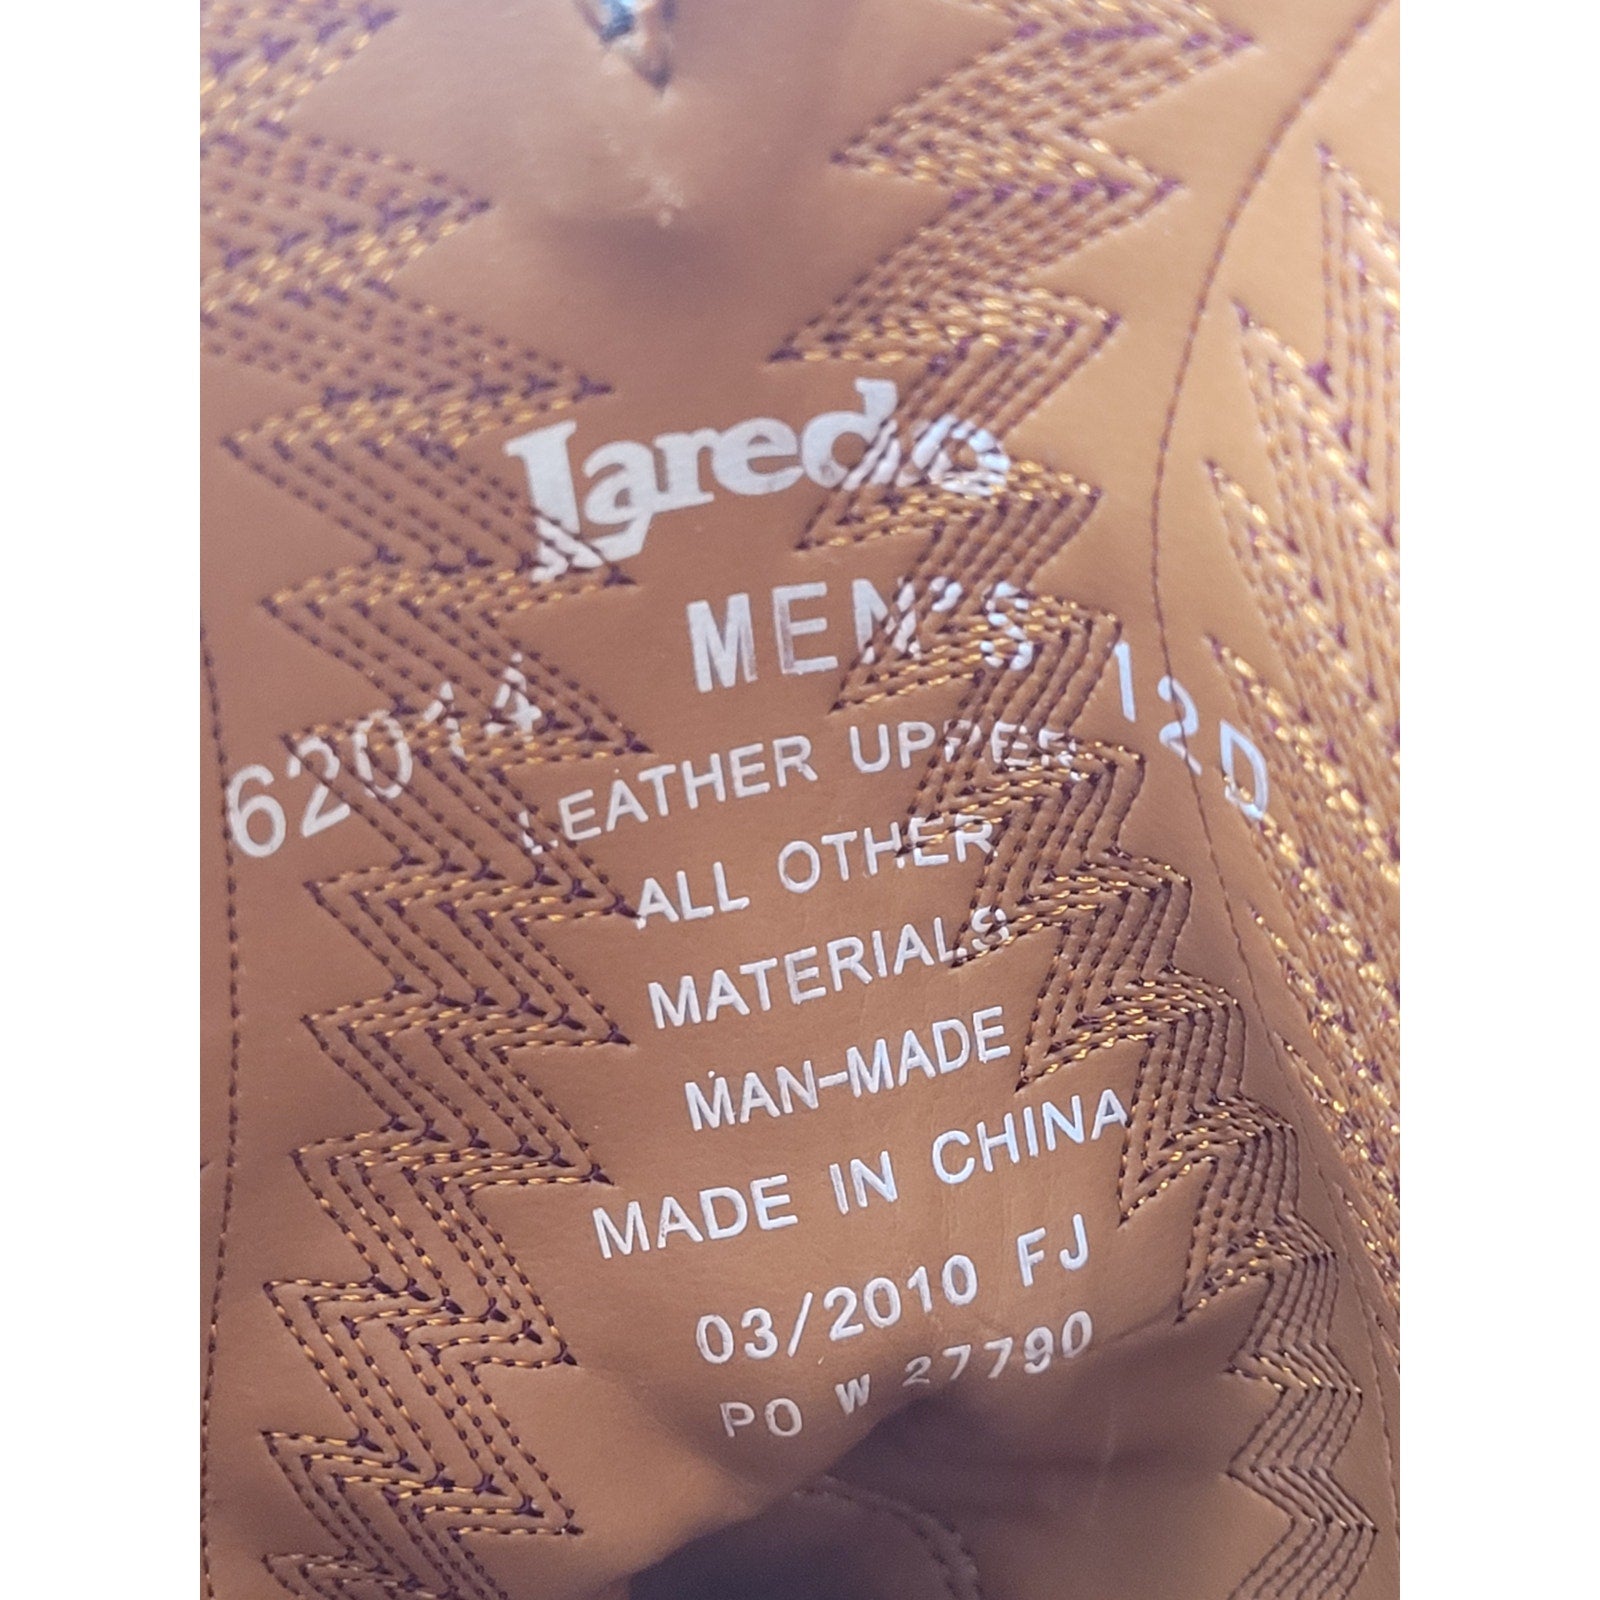 Laredo
MEN'S
62014
12D
LEATHER UPPER
ALL OTHER
MATERIALS
MAN-MADE
MADE IN CHINA
03/2010 FJ
PO W 27790